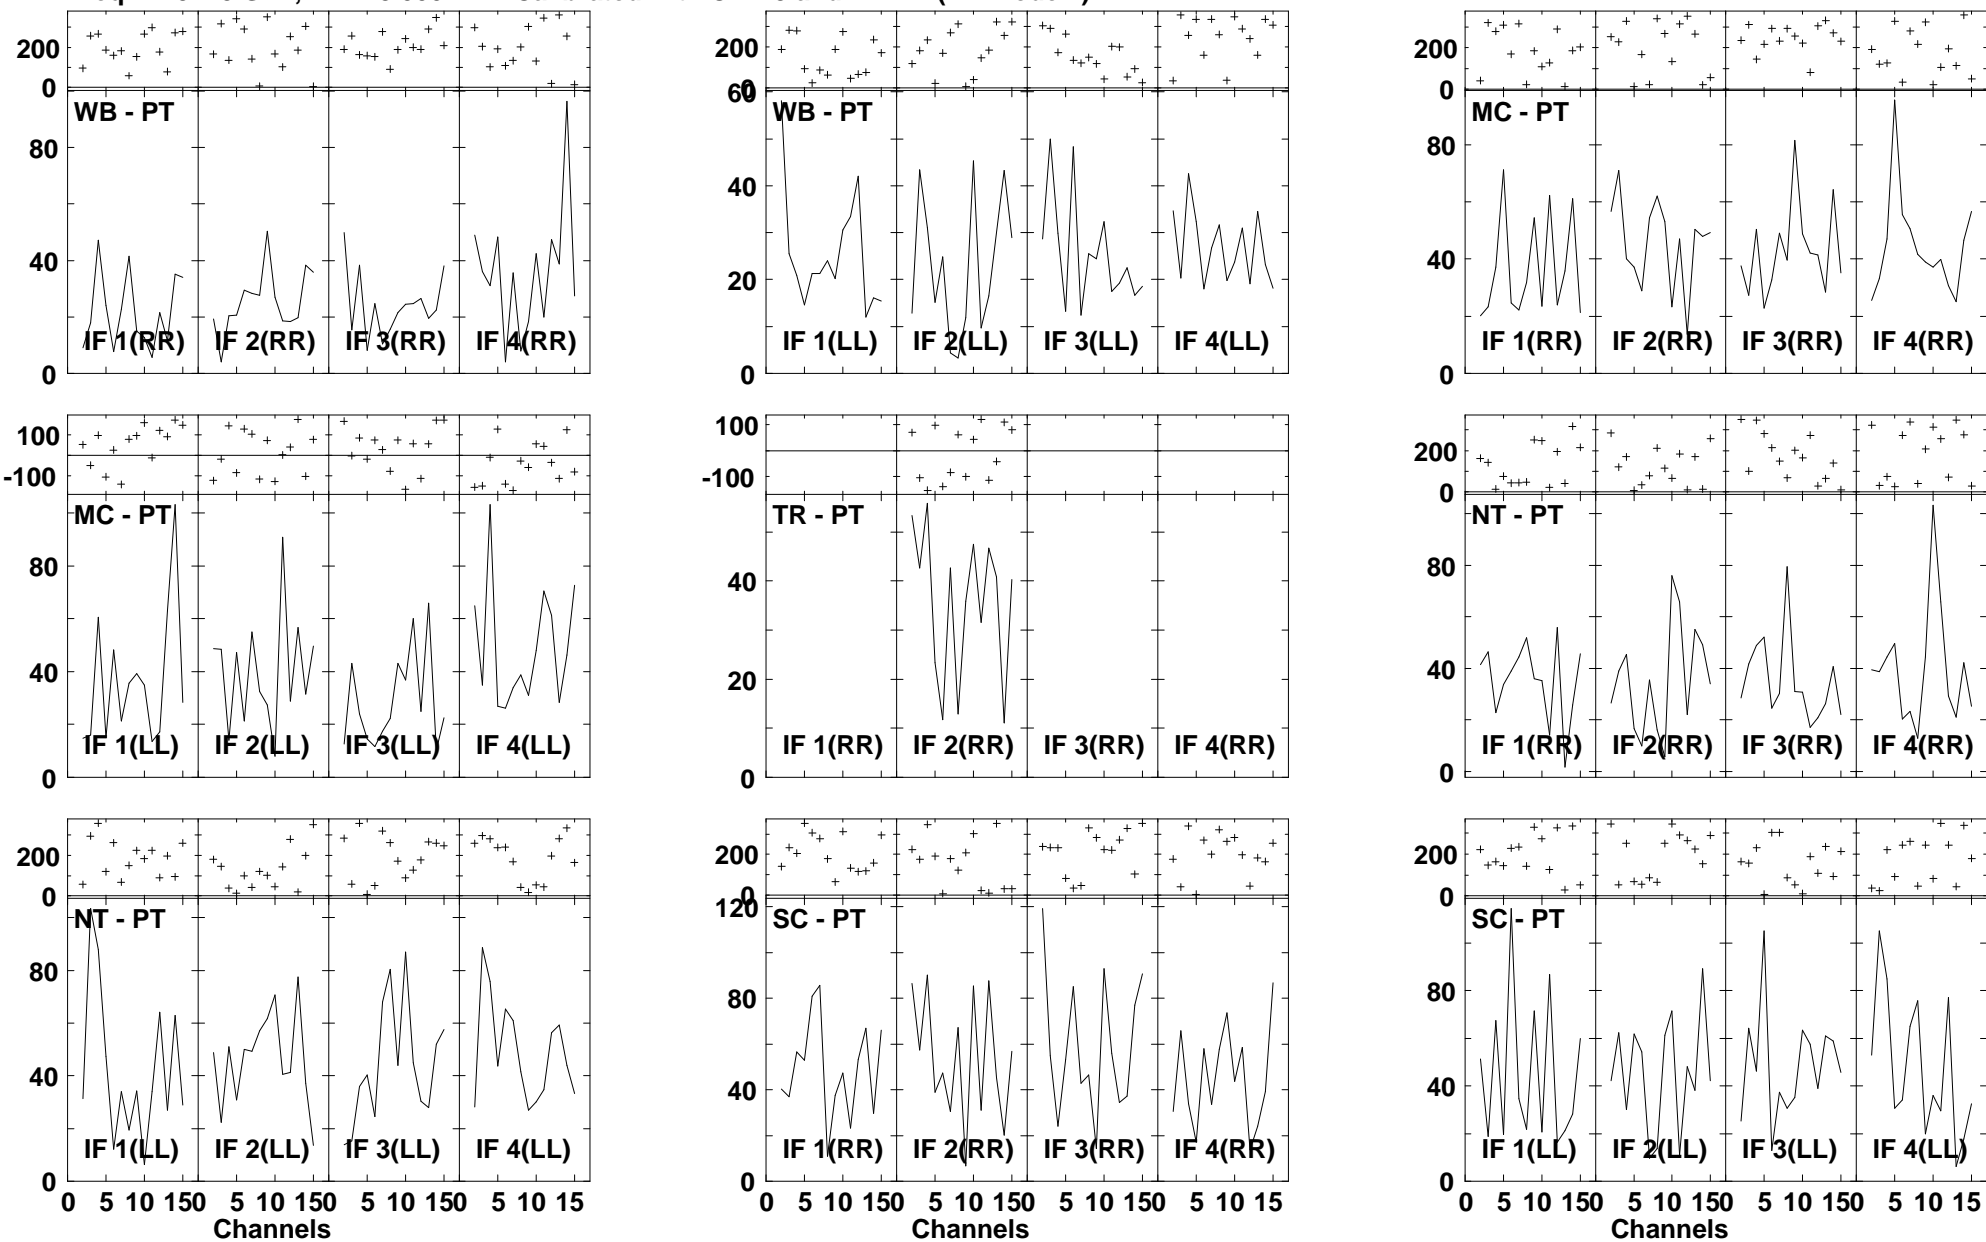 200 200 200
0 0 0
WB - PT 60 WB - PT MC - PT
80 40 80
40 20 40
IF 1(RR) IF 2(RR) IF 3(RR) IF 4(RR) IF 1(LL) IF 2(LL) IF 3(LL) IF 4(LL) IF 1(RR) IF 2(RR) IF 3(RR) IF 4(RR)
0 0 0
100 100 200
-100 -100 0
MC - PT TR - PT NT - PT
80 40 80
40 20 40
IF 1(LL) IF 2(LL) IF 3(LL) IF 4(LL) IF 1(RR) IF 2(RR) IF 3(RR) IF 4(RR) IF 1(RR) IF 2(RR) IF 3(RR) IF 4(RR)
0 0 0
200 200 200
0 0 0
NT - PT 120 SC - PT SC - PT
80 80 80
40 40 40
IF 1(LL) IF 2(LL) IF 3(LL) IF 4(LL) IF 1(RR) IF 2(RR) IF 3(RR) IF 4(RR) IF 1(LL) IF 2(LL) IF 3(LL) IF 4(LL)
0 0 0
0 5 10 150 5 10 150 5 10 150 5 10 15 0 5 10 150 5 10 150 5 10 150 5 10 15 0 5 10 150 5 10 150 5 10 150 5 10 15
Channels Channels Channels